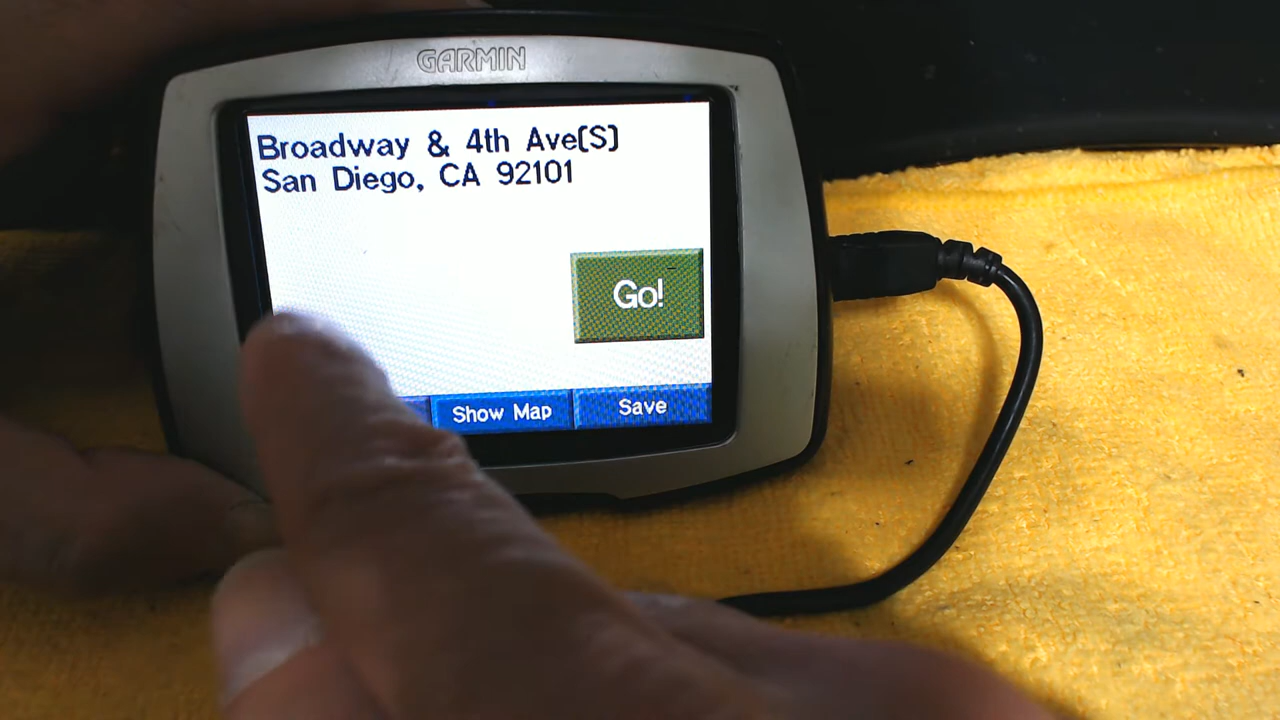 GARMIN
Broadway & 4th Ave(S)
San Diego, CA 92101
Go!
Show Map
Save